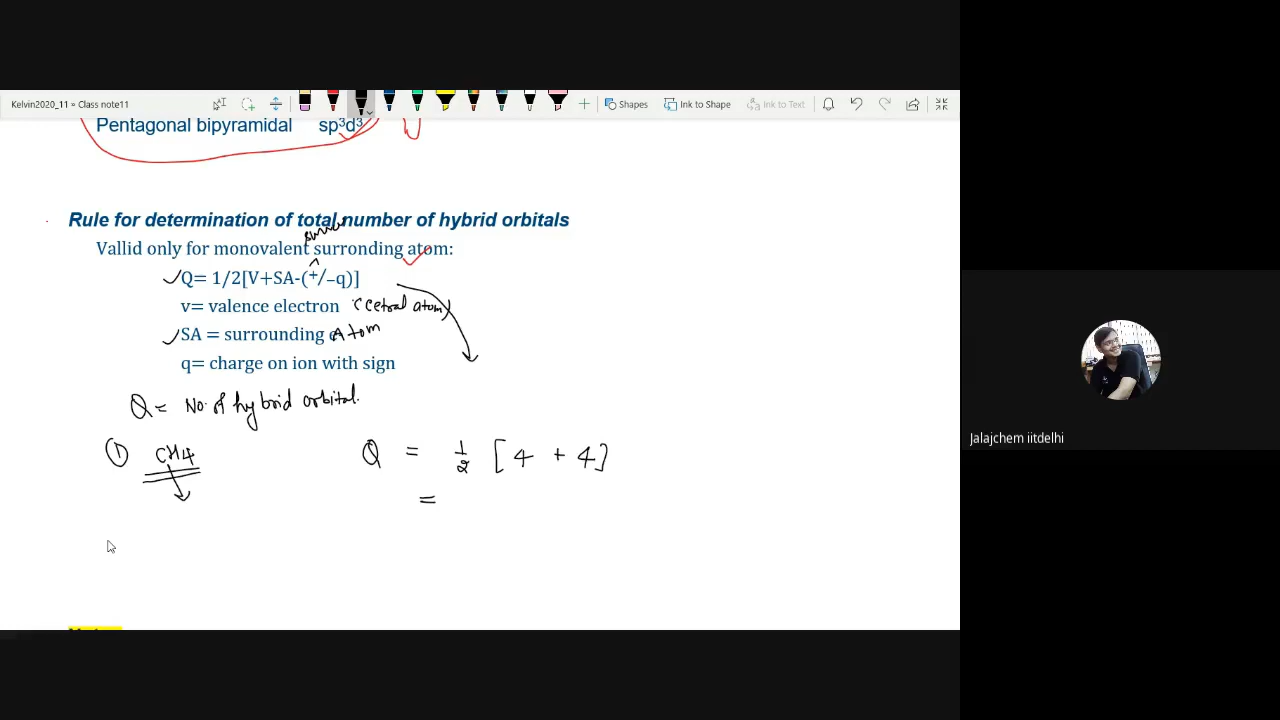 Kelvin2020_11 » Class note11
Shapes
Ink to Shape
Ink to Text
Pentagonal bipyramidal sp³d³
Rule for determination of total number of hybrid orbitals
Vallid only for monovalent surronding atom:
Q= 1/2[V+SA-(+/–q)]
v= valence electron (Cetral atom)
SA = surrounding Atom
q= charge on ion with sign
Q = No. of hybrid orbital.
① CH4 Q = 1/2 [4 + 4]
=
Jalajchem iitdelhi